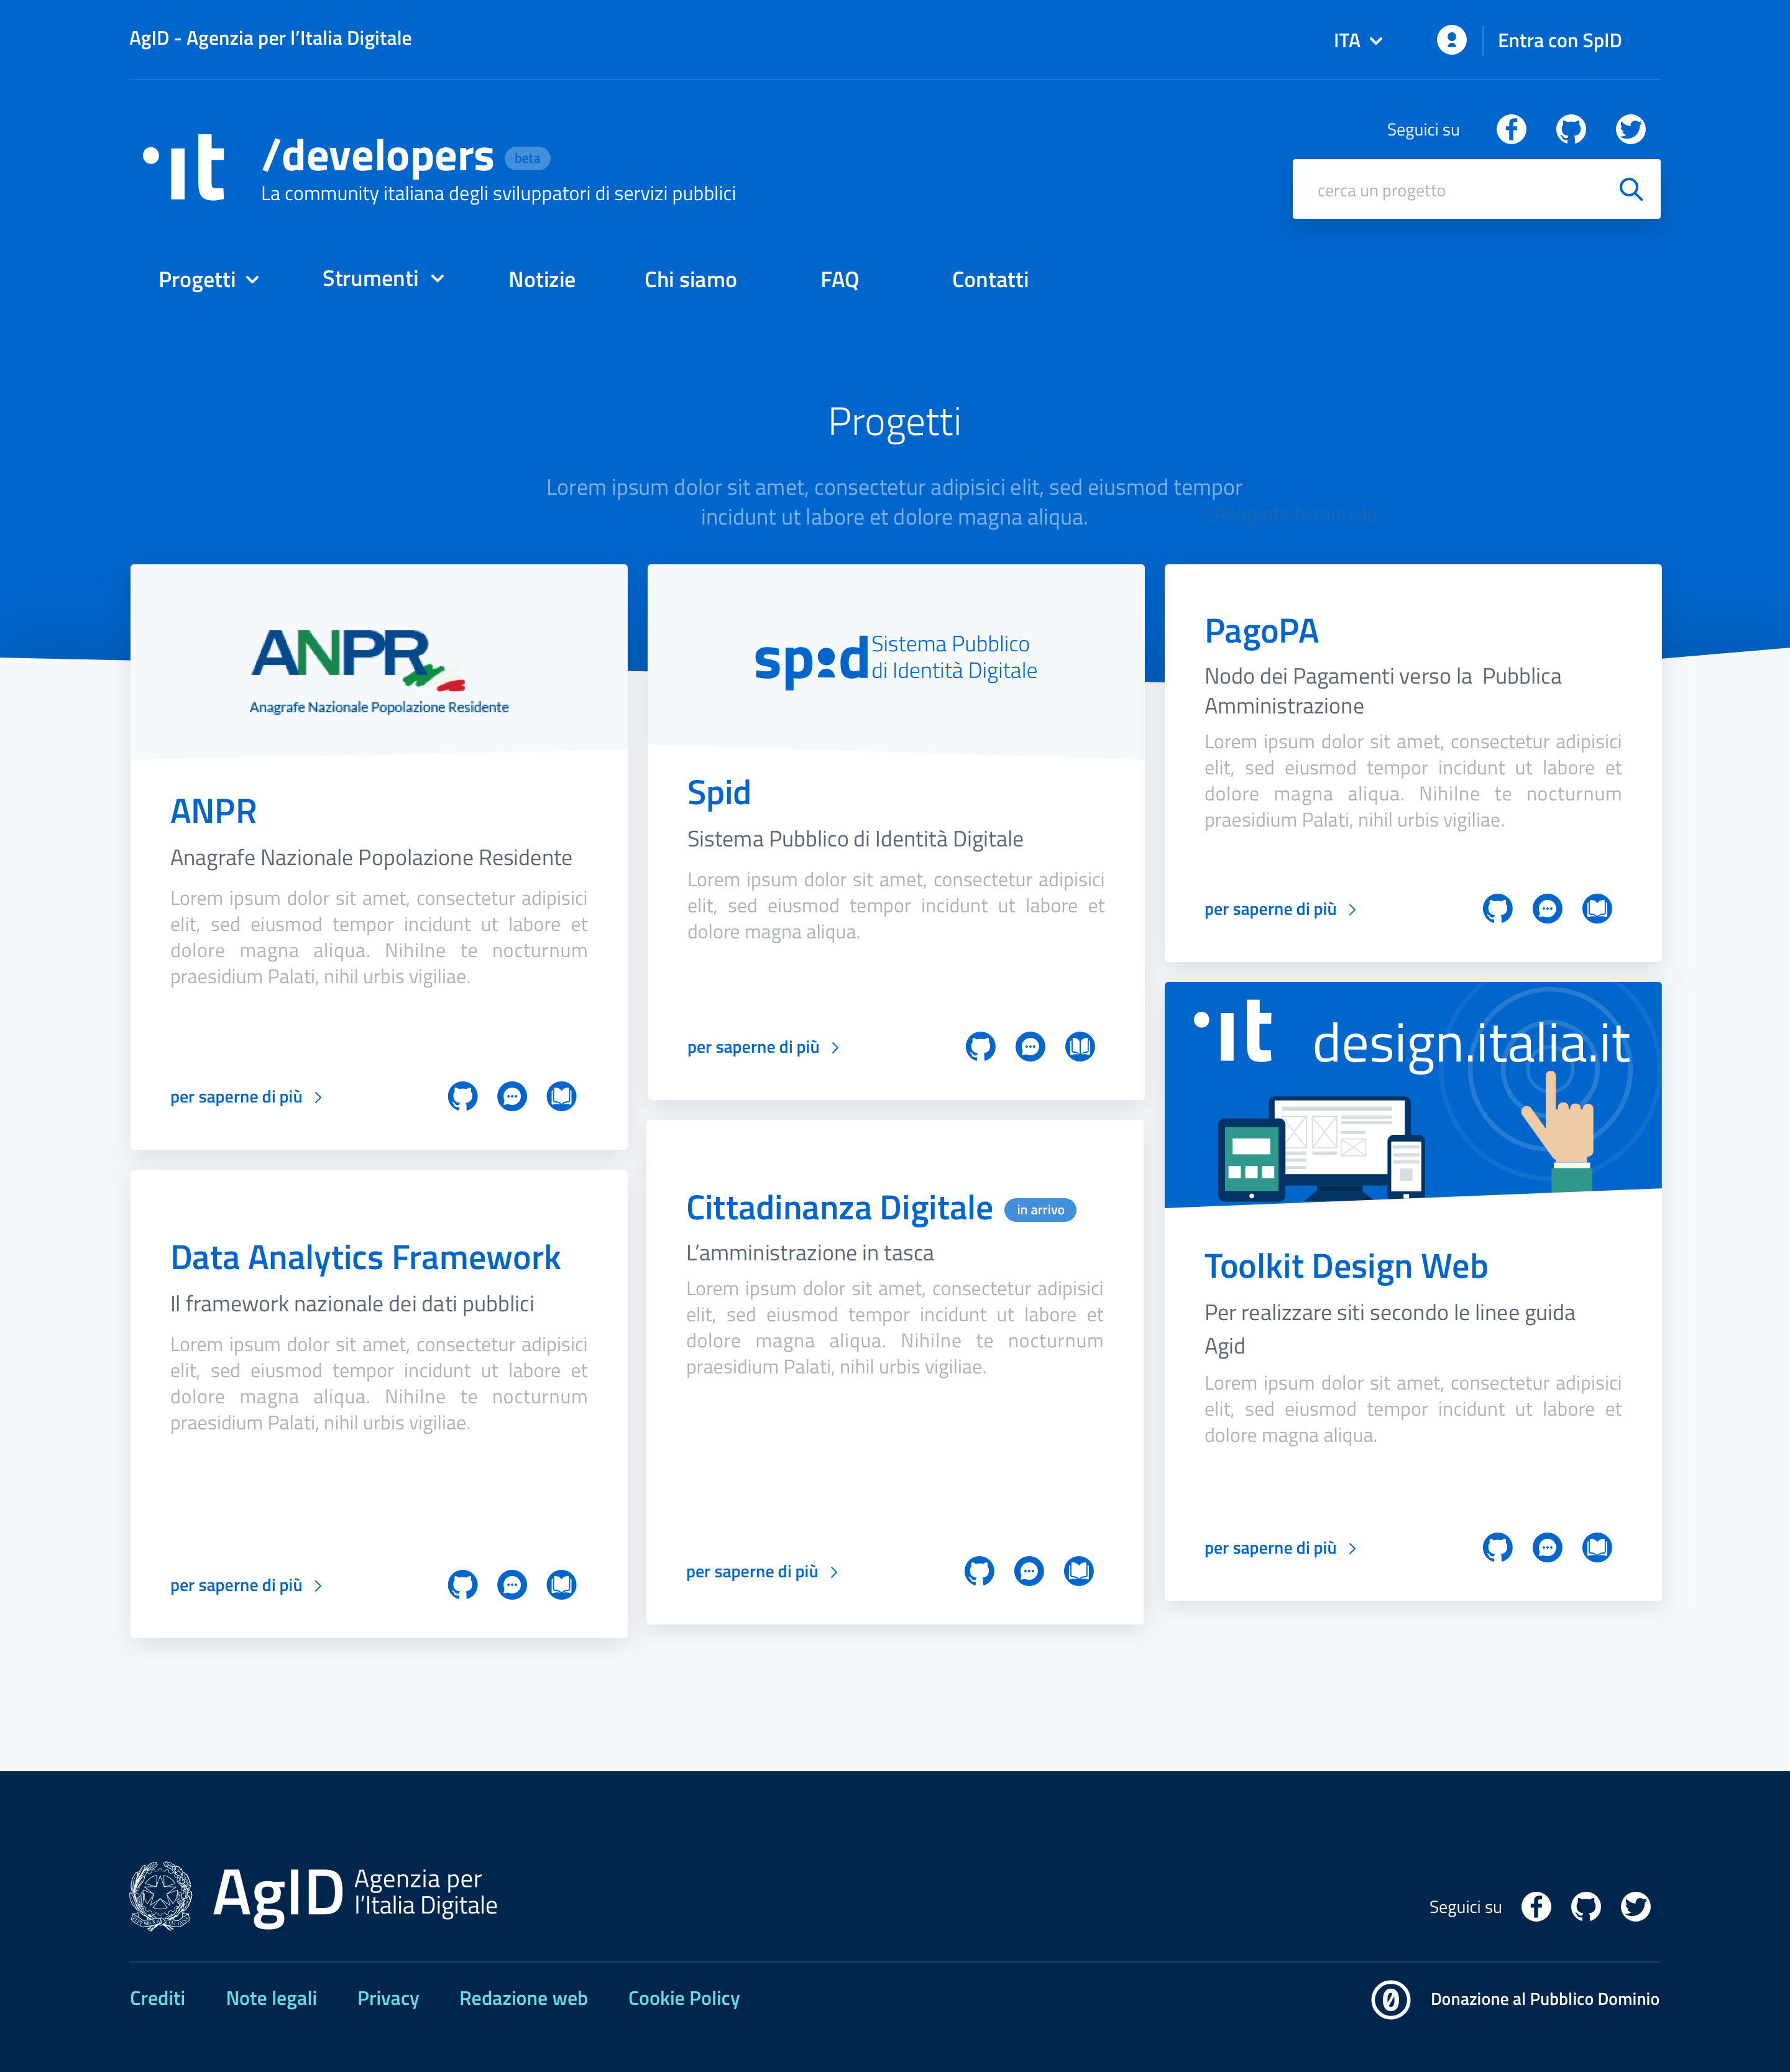 AgID - Agenzia per l’Italia Digitale
ITA
Entra con SpID
Seguici su
it
/developers beta
La community italiana degli sviluppatori di servizi pubblici
cerca un progetto
Progetti
Strumenti
Notizie
Chi siamo
FAQ
Contatti
Progetti
Lorem ipsum dolor sit amet, consectetur adipisici elit, sed eiusmod tempor
incidunt ut labore et dolore magna aliqua.
L’Anagrafe Nazionale
ANPR
Anagrafe Nazionale Popolazione Residente
ANPR
Anagrafe Nazionale Popolazione Residente
Lorem ipsum dolor sit amet, consectetur adipisici
elit, sed eiusmod tempor incidunt ut labore et
dolore magna aliqua. Nihilne te nocturnum
praesidium Palati, nihil urbis vigiliae.
per saperne di più
Data Analytics Framework
Il framework nazionale dei dati pubblici
Lorem ipsum dolor sit amet, consectetur adipisici
elit, sed eiusmod tempor incidunt ut labore et
dolore magna aliqua. Nihilne te nocturnum
praesidium Palati, nihil urbis vigiliae.
per saperne di più
spid
Sistema Pubblico
di Identità Digitale
Spid
Sistema Pubblico di Identità Digitale
Lorem ipsum dolor sit amet, consectetur adipisici
elit, sed eiusmod tempor incidunt ut labore et
dolore magna aliqua.
per saperne di più
Cittadinanza Digitale in arrivo
L’amministrazione in tasca
Lorem ipsum dolor sit amet, consectetur adipisici
elit, sed eiusmod tempor incidunt ut labore et
dolore magna aliqua. Nihilne te nocturnum
praesidium Palati, nihil urbis vigiliae.
per saperne di più
PagoPA
Nodo dei Pagamenti verso la Pubblica
Amministrazione
Lorem ipsum dolor sit amet, consectetur adipisici
elit, sed eiusmod tempor incidunt ut labore et
dolore magna aliqua. Nihilne te nocturnum
praesidium Palati, nihil urbis vigiliae.
per saperne di più
it design.italia.it
Toolkit Design Web
Per realizzare siti secondo le linee guida
Agid
Lorem ipsum dolor sit amet, consectetur adipisici
elit, sed eiusmod tempor incidunt ut labore et
dolore magna aliqua.
per saperne di più
AgID
Agenzia per
l’Italia Digitale
Seguici su
Crediti
Note legali
Privacy
Redazione web
Cookie Policy
Donazione al Pubblico Dominio